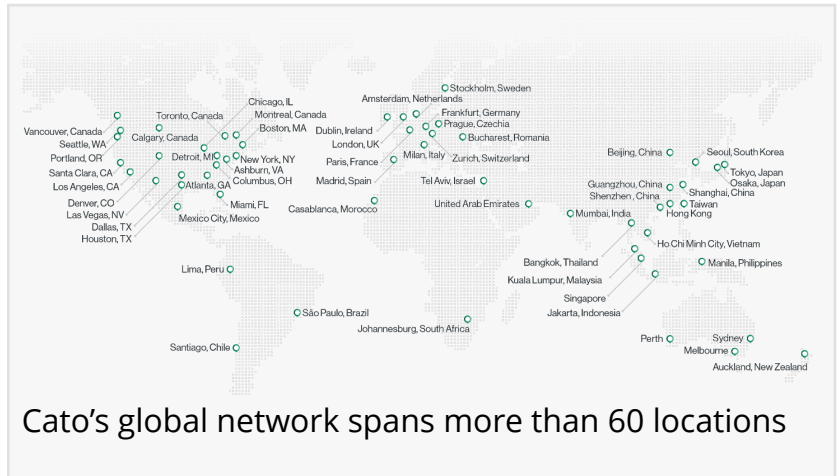 Stockholm, Sweden
Amsterdam, Netherlands
Chicago, IL
Toronto, Canada
Montreal, Canada
Frankfurt, Germany
Vancouver, Canada
Calgary, Canada
Boston, MA
Dublin, Ireland
Prague, Czechia
Seattle, WA
London, UK
Bucharest, Romania
Portland, OR
Detroit, MI
New York, NY
Paris, France
Milan, Italy
Zurich, Switzerland
Beijing, China
Seoul, South Korea
Santa Clara, CA
Ashburn, VA
Tokyo, Japan
Los Angeles, CA
Atlanta, GA
Columbus, OH
Madrid, Spain
Tel Aviv, Israel
Guangzhou, China
Osaka, Japan
Denver, CO
Miami, FL
Casablanca, Morocco
United Arab Emirates
Shenzhen , China
Shanghai, China
Taiwan
Las Vegas, NV
Mexico City, Mexico
Mumbai, India
Hong Kong
Dallas, TX
Houston, TX
Ho Chi Minh City, Vietnam
Bangkok, Thailand
Manila, Philippines
Lima, Peru
Kuala Lumpur, Malaysia
Singapore
São Paulo, Brazil
Jakarta, Indonesia
Johannesburg, South Africa
Santiago, Chile
Perth
Sydney
Melbourne
Auckland, New Zealand
Cato’s global network spans more than 60 locations